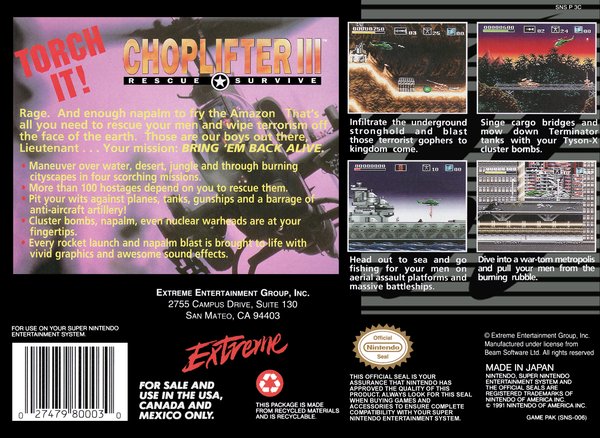 SNS P 3C
TORCH
IT!
CHOPLIFTER III™
RESCUE SURVIVE
Rage. And enough napalm to fry the Amazon That's
all you need to rescue your men and wipe terrorism off
the face of the earth. Those are our boys out there,
Lieutenant . . . Your mission: BRING 'EM BACK ALIVE.
• Maneuver over water, desert, jungle and through burning
cityscapes in four scorching missions.
• More than 100 hostages depend on you to rescue them.
• Pit your wits against planes, tanks, gunships and a barrage of
anti-aircraft artillery!
• Cluster bombs, napalm, even nuclear warheads are at your
fingertips.
• Every rocket launch and napalm blast is brought to life with
vivid graphics and awesome sound effects.
Infiltrate the underground
stronghold and blast
those terrorist gophers to
kingdom come.
Singe cargo bridges and
mow down Terminator
tanks with your Tyson-X
cluster bombs.
Head out to sea and go
fishing for your men on
aerial assault platforms and
massive battleships.
Dive into a war-torn metropolis
and pull your men from the
burning rubble.
EXTREME ENTERTAINMENT GROUP, INC.
2755 CAMPUS DRIVE, SUITE 130
SAN MATEO, CA 94403
FOR USE ON YOUR SUPER NINTENDO
ENTERTAINMENT SYSTEM.
0 27479 80003 0
Extreme
FOR SALE AND
USE IN THE USA,
CANADA AND
MEXICO ONLY.
THIS PACKAGE IS MADE
FROM RECYCLED MATERIALS
AND IS RECYCLABLE.
Official
Nintendo
Seal
THIS OFFICIAL SEAL IS YOUR
ASSURANCE THAT NINTENDO HAS
APPROVED THE QUALITY OF THIS
PRODUCT. ALWAYS LOOK FOR THIS SEAL
WHEN BUYING GAMES AND
ACCESSORIES TO ENSURE COMPLETE
COMPATIBILITY WITH YOUR SUPER
NINTENDO ENTERTAINMENT SYSTEM.
© Extreme Entertainment Group, Inc.
Manufactured under license from
Beam Software Ltd. All rights reserved
MADE IN JAPAN
NINTENDO, SUPER NINTENDO
ENTERTAINMENT SYSTEM AND
THE OFFICIAL SEALS ARE
REGISTERED TRADEMARKS OF
NINTENDO OF AMERICA INC.
© 1991 NINTENDO OF AMERICA INC.
GAME PAK (SNS-006)